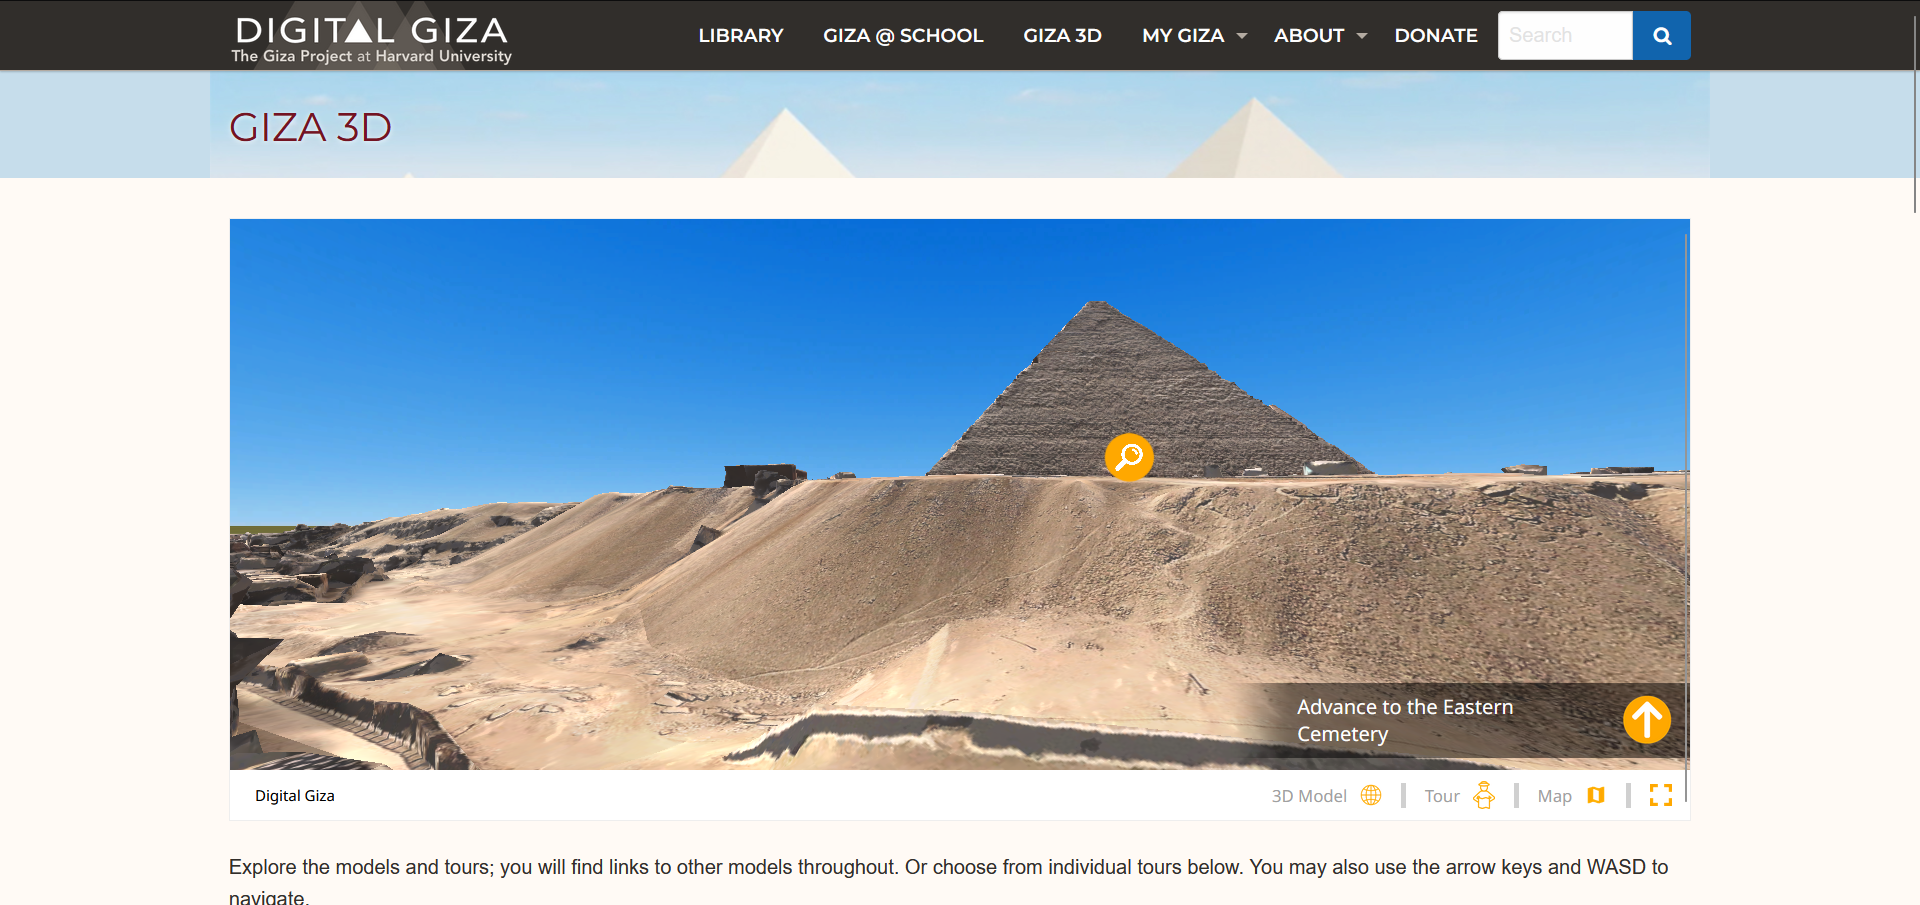 DIGITAL GIZA
The Giza Project at Harvard University
LIBRARY
GIZA @ SCHOOL
GIZA 3D
MY GIZA
ABOUT
DONATE
Search
GIZA 3D
Advance to the Eastern
Cemetery
Digital Giza
3D Model
Tour
Map
Explore the models and tours; you will find links to other models throughout. Or choose from individual tours below. You may also use the arrow keys and WASD to
navigate.